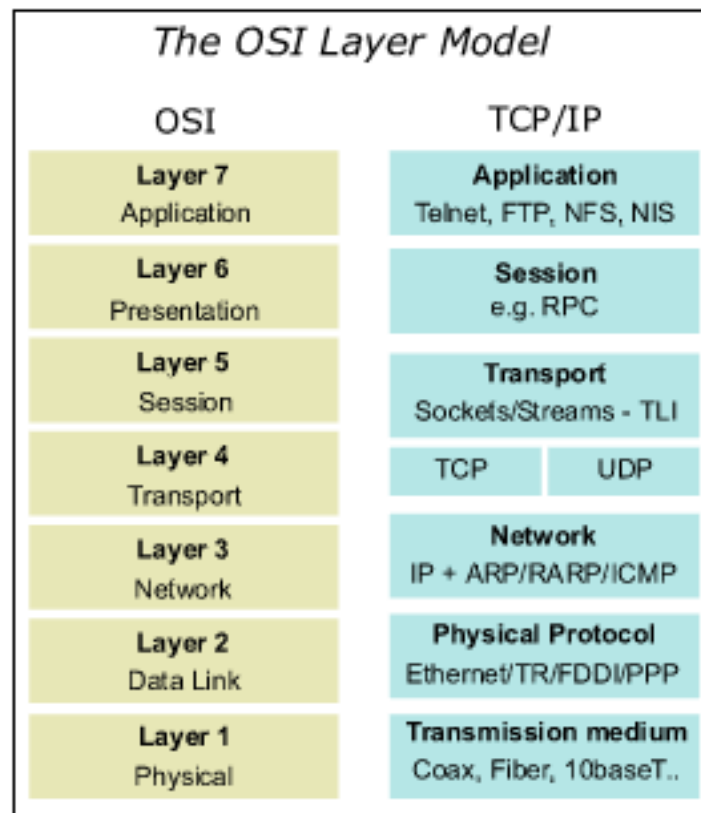 The OSI Layer Model
OSI
TCP/IP
Layer 7
Application
Layer 6
Presentation
Layer 5
Session
Layer 4
Transport
Layer 3
Network
Layer 2
Data Link
Layer 1
Physical
Application
Telnet, FTP, NFS, NIS
Session
e.g. RPC
Transport
Sockets/Streams - TLI
TCP
UDP
Network
IP + ARP/RARP/ICMP
Physical Protocol
Ethernet/TR/FDDI/PPP
Transmission medium
Coax, Fiber, 10baseT..